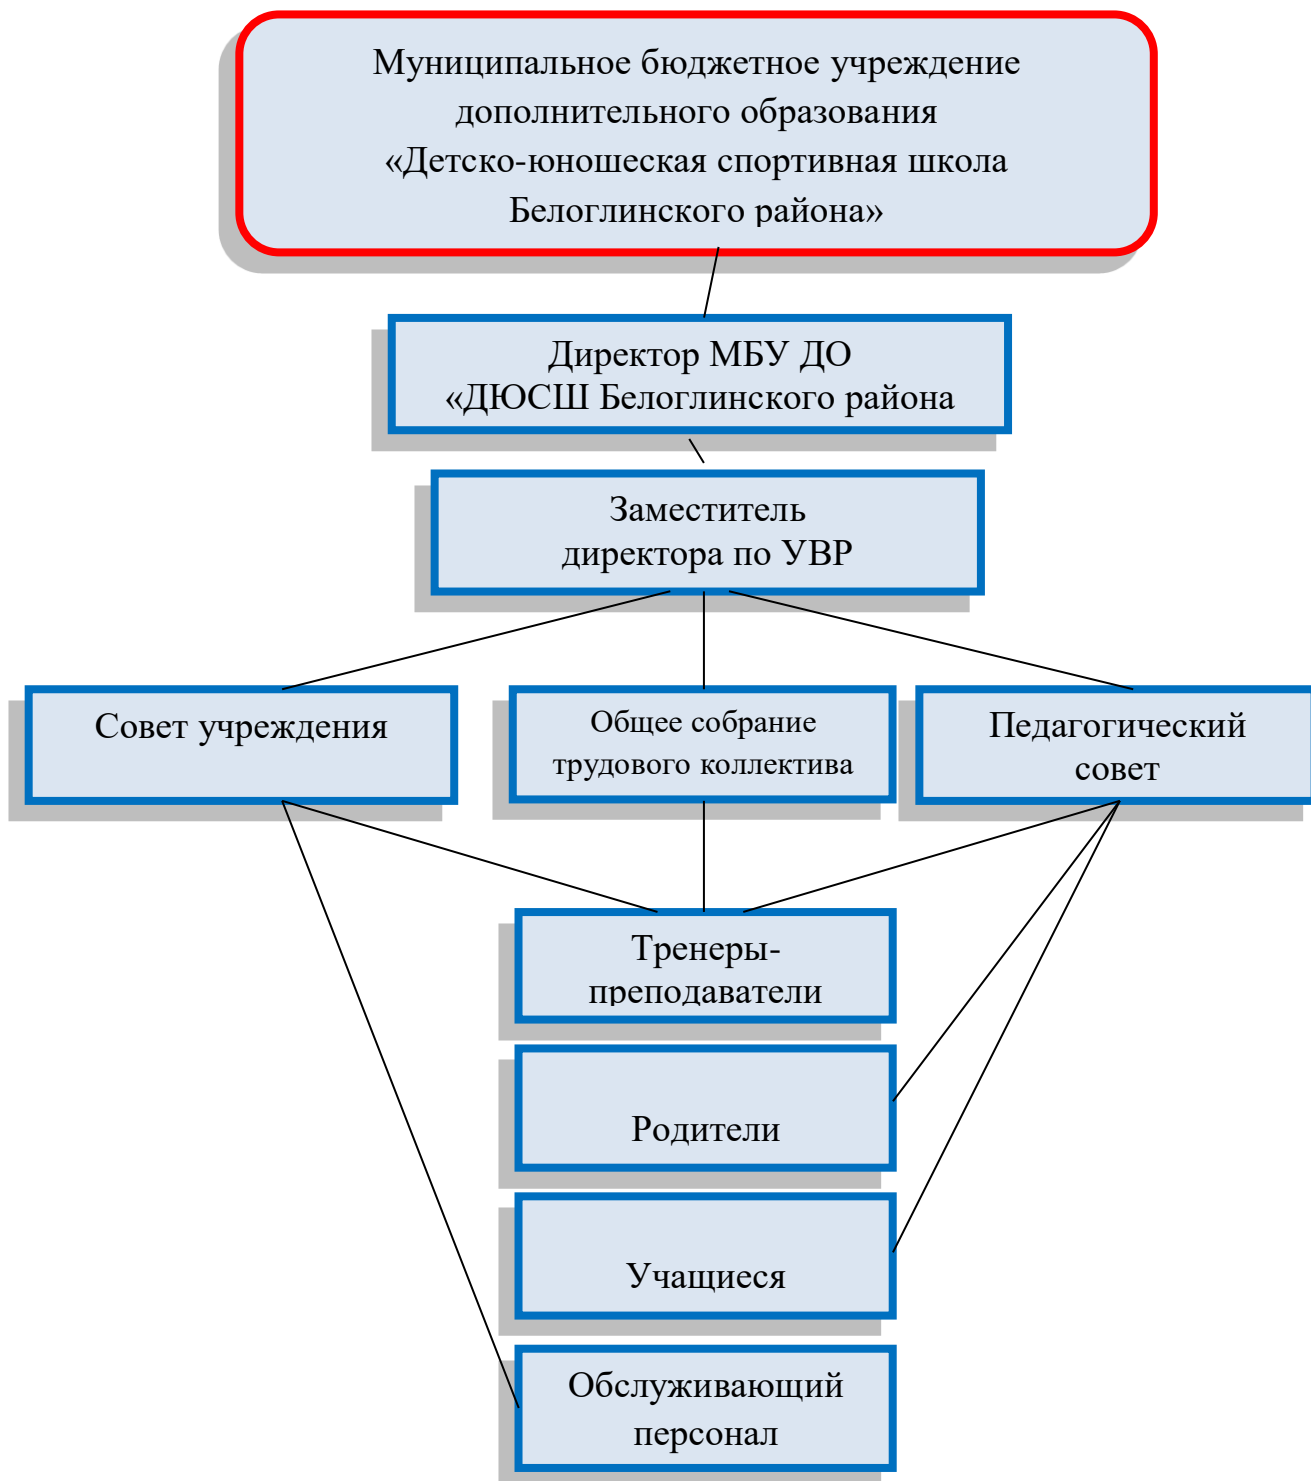 Муниципальное бюджетное учреждение
дополнительного образования
«Детско-юношеская спортивная школа
Белоглинского района»
Директор МБУ ДО
«ДЮСШ Белоглинского района
Заместитель
директора по УВР
Совет учреждения
Общее собрание
трудового коллектива
Педагогический
совет
Тренеры-
преподаватели
Родители
Учащиеся
Обслуживающий
персонал